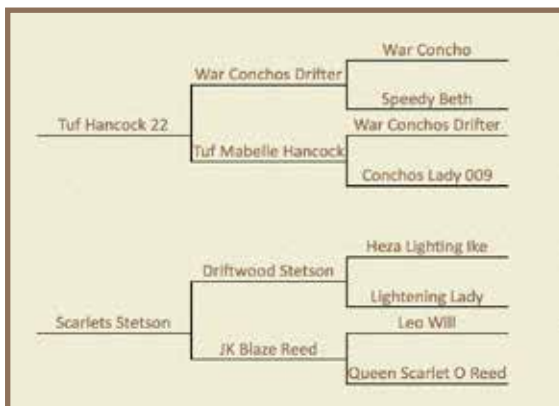 War Concho
War Conchos Drifter
Speedy Beth
Tuf Hancock 22
War Conchos Drifter
Tuf Mabelle Hancock
Conchos Lady 009
Heza Lighting Ike
Driftwood Stetson
Lightening Lady
Scarlets Stetson
Leo Will
JK Blaze Reed
Queen Scarlet O Reed